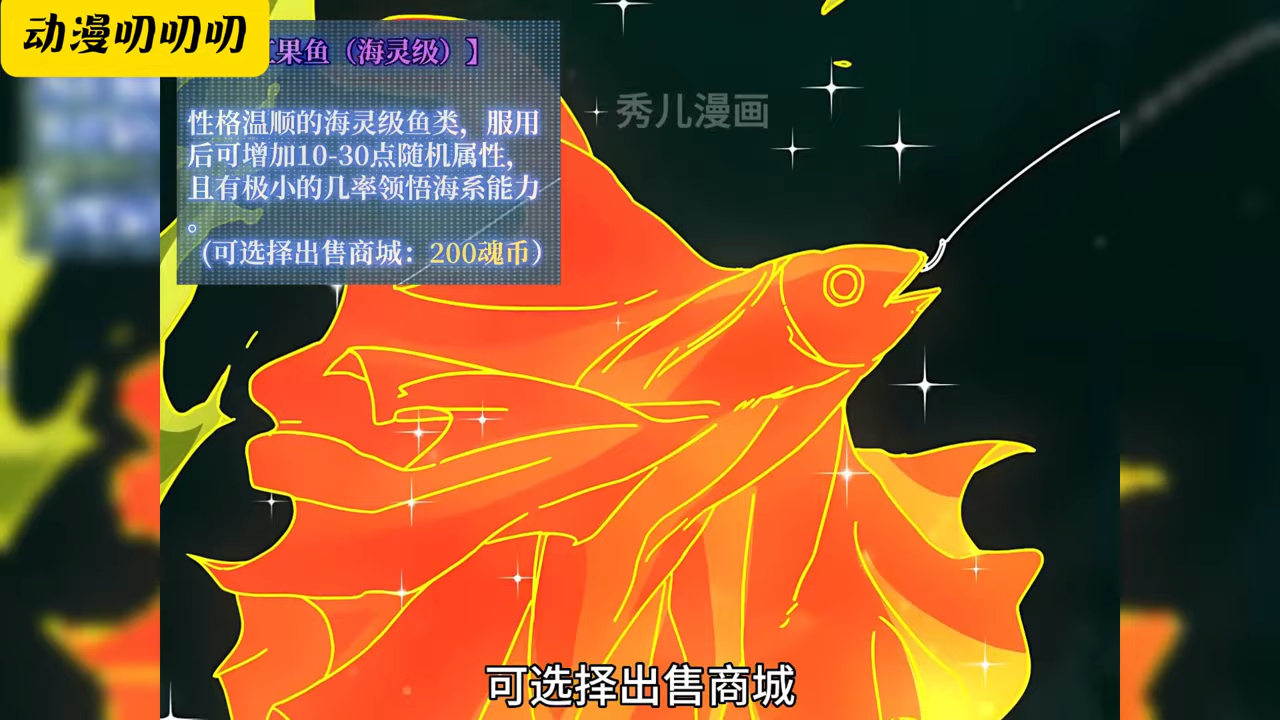 动漫叨叨叨
果鱼（海灵级）】
秀儿漫画
性格温顺的海灵级鱼类，服用
后可增加10-30点随机属性，
且有极小的几率领悟海系能力
。
（可选择出售商城：200魂币）
可选择出售商城